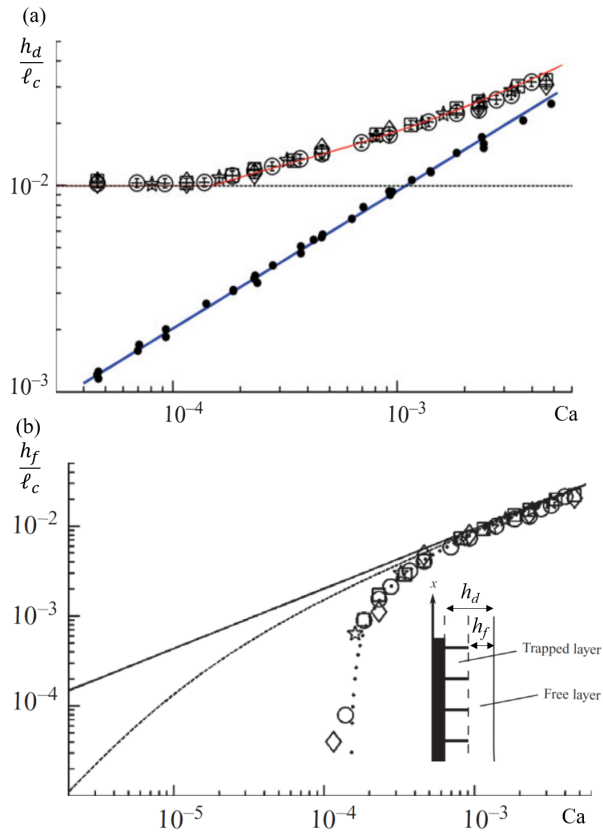 (a)
h_d
ℓ_c
10⁻²
10⁻³
10⁻⁴
10⁻³
Ca
(b)
h_f
ℓ_c
10⁻²
10⁻³
10⁻⁴
x
h_d
h_f
Trapped layer
Free layer
10⁻⁵
10⁻⁴
10⁻³
Ca